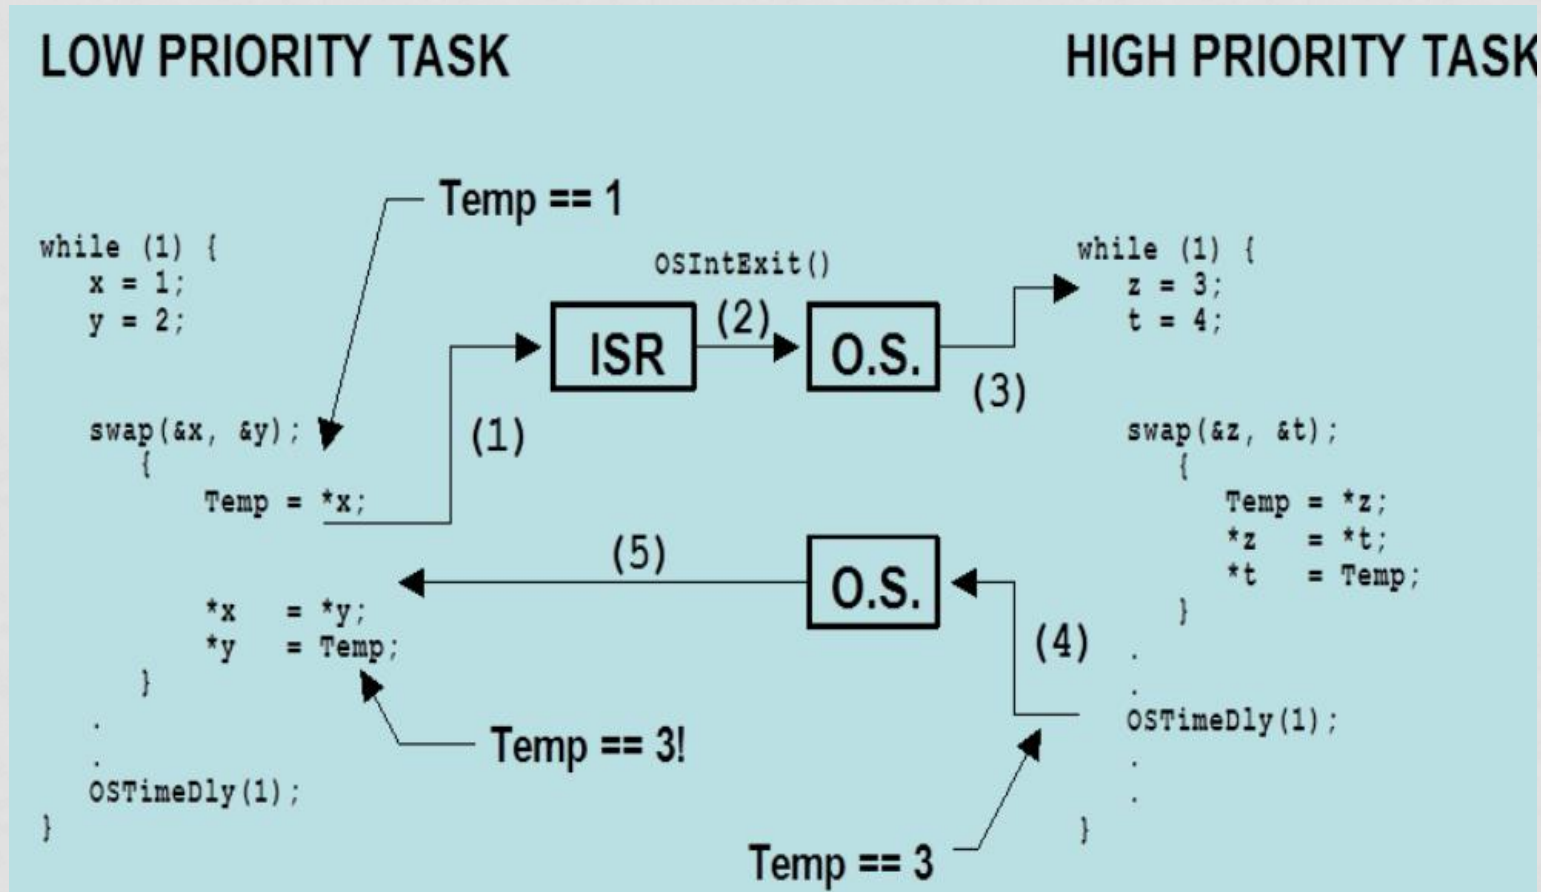 LOW PRIORITY TASK
HIGH PRIORITY TASK
Temp == 1
while (1) {
x = 1;
y = 2;
swap(&x, &y);
{
Temp = *x;
*x = *y;
*y = Temp;
}
.
.
OSTimeDly(1);
}
OSIntExit()
ISR
(2)
O.S.
(1)
(3)
(5)
O.S.
(4)
Temp == 3!
Temp == 3
while (1) {
z = 3;
t = 4;
swap(&z, &t);
{
Temp = *z;
*z = *t;
*t = Temp;
}
.
.
OSTimeDly(1);
.
.
}